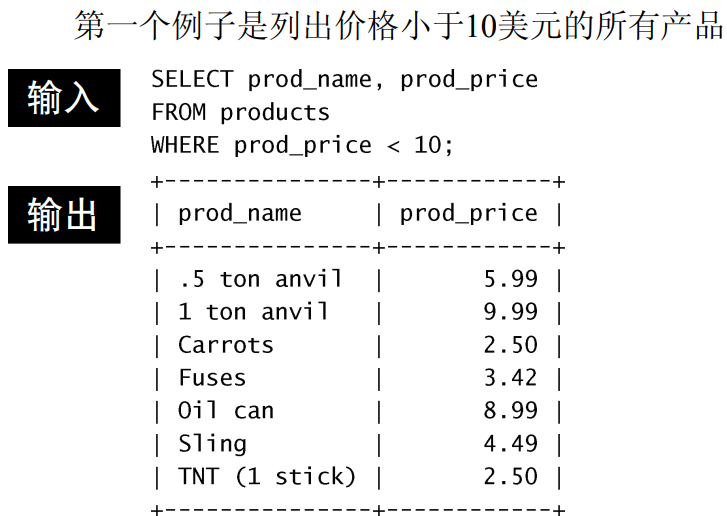 第一个例子是列出价格小于10美元的所有产品
输入
SELECT prod_name, prod_price
FROM products
WHERE prod_price < 10;
输出
+---------------+------------+
| prod_name     | prod_price |
+---------------+------------+
| .5 ton anvil  |       5.99 |
| 1 ton anvil   |       9.99 |
| Carrots       |       2.50 |
| Fuses         |       3.42 |
| Oil can       |       8.99 |
| Sling         |       4.49 |
| TNT (1 stick) |       2.50 |
+---------------+------------+